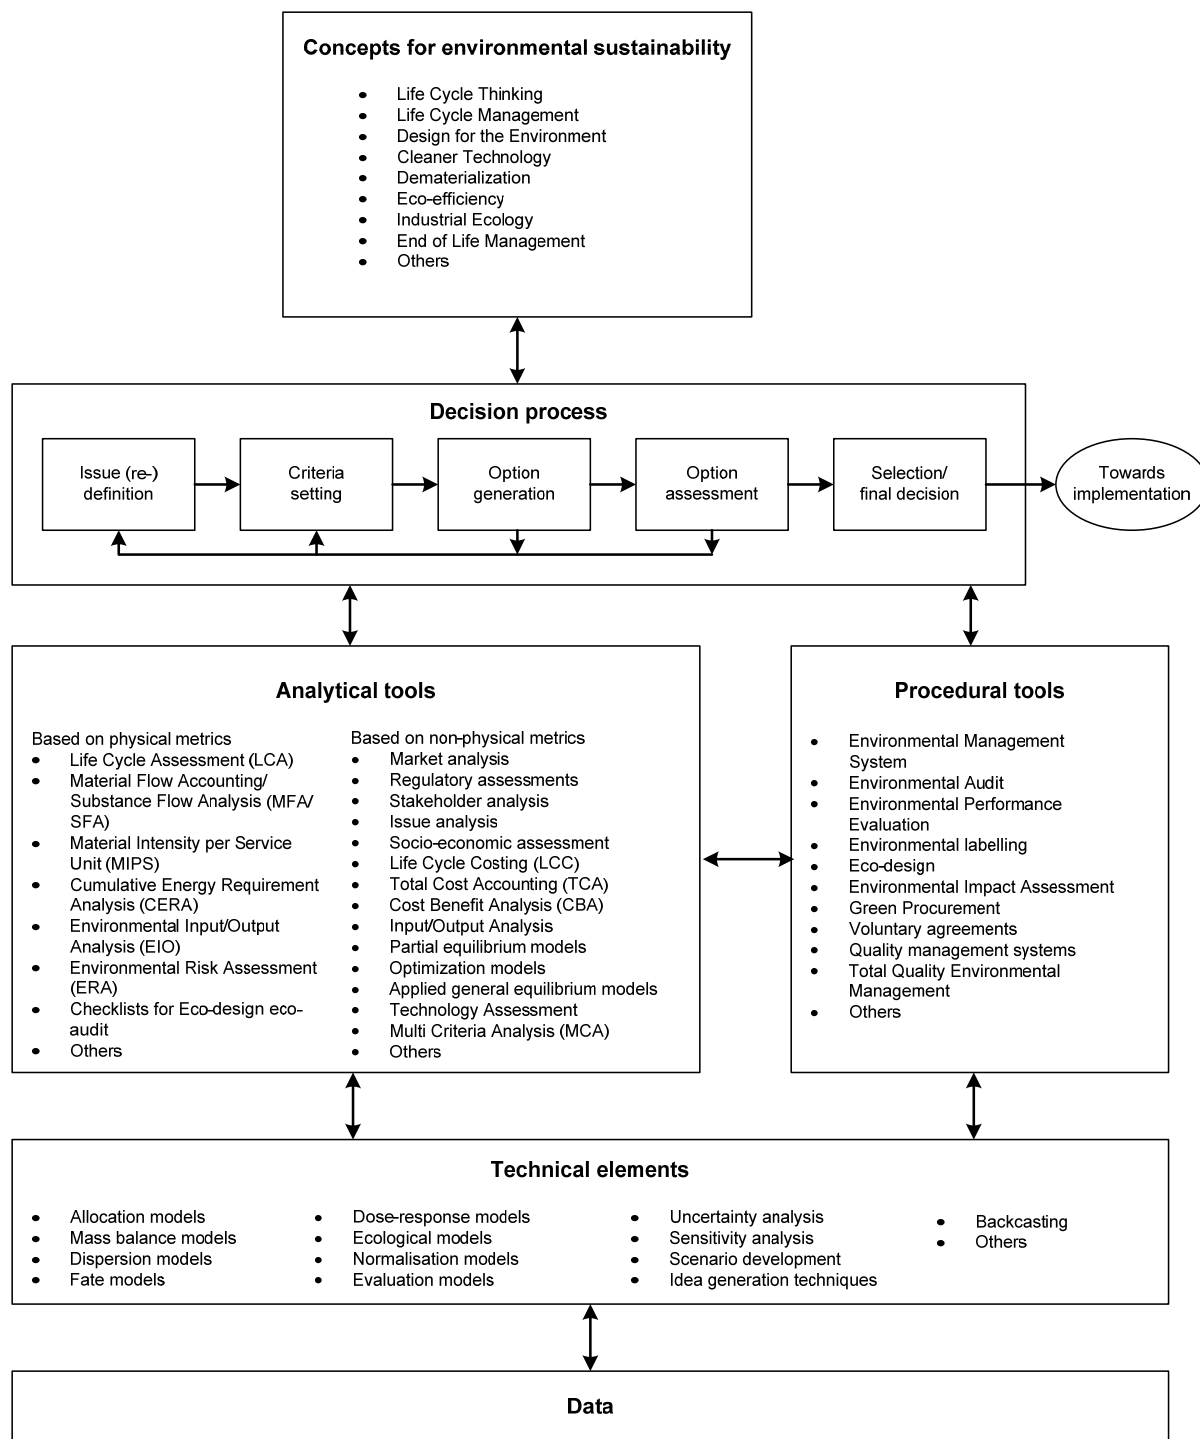 Concepts for environmental sustainability
• Life Cycle Thinking
• Life Cycle Management
• Design for the Environment
• Cleaner Technology
• Dematerialization
• Eco-efficiency
• Industrial Ecology
• End of Life Management
• Others
Decision process
Issue (re-)
definition
Criteria
setting
Option
generation
Option
assessment
Selection/
final decision
Towards
implementation
Analytical tools
Based on physical metrics
• Life Cycle Assessment (LCA)
• Material Flow Accounting/
Substance Flow Analysis (MFA/
SFA)
• Material Intensity per Service
Unit (MIPS)
• Cumulative Energy Requirement
Analysis (CERA)
• Environmental Input/Output
Analysis (EIO)
• Environmental Risk Assessment
(ERA)
• Checklists for Eco-design eco-
audit
• Others
Based on non-physical metrics
• Market analysis
• Regulatory assessments
• Stakeholder analysis
• Issue analysis
• Socio-economic assessment
• Life Cycle Costing (LCC)
• Total Cost Accounting (TCA)
• Cost Benefit Analysis (CBA)
• Input/Output Analysis
• Partial equilibrium models
• Optimization models
• Applied general equilibrium models
• Technology Assessment
• Multi Criteria Analysis (MCA)
• Others
Procedural tools
• Environmental Management
System
• Environmental Audit
• Environmental Performance
Evaluation
• Environmental labelling
• Eco-design
• Environmental Impact Assessment
• Green Procurement
• Voluntary agreements
• Quality management systems
• Total Quality Environmental
Management
• Others
Technical elements
• Allocation models
• Mass balance models
• Dispersion models
• Fate models
• Dose-response models
• Ecological models
• Normalisation models
• Evaluation models
• Uncertainty analysis
• Sensitivity analysis
• Scenario development
• Idea generation techniques
• Backcasting
• Others
Data